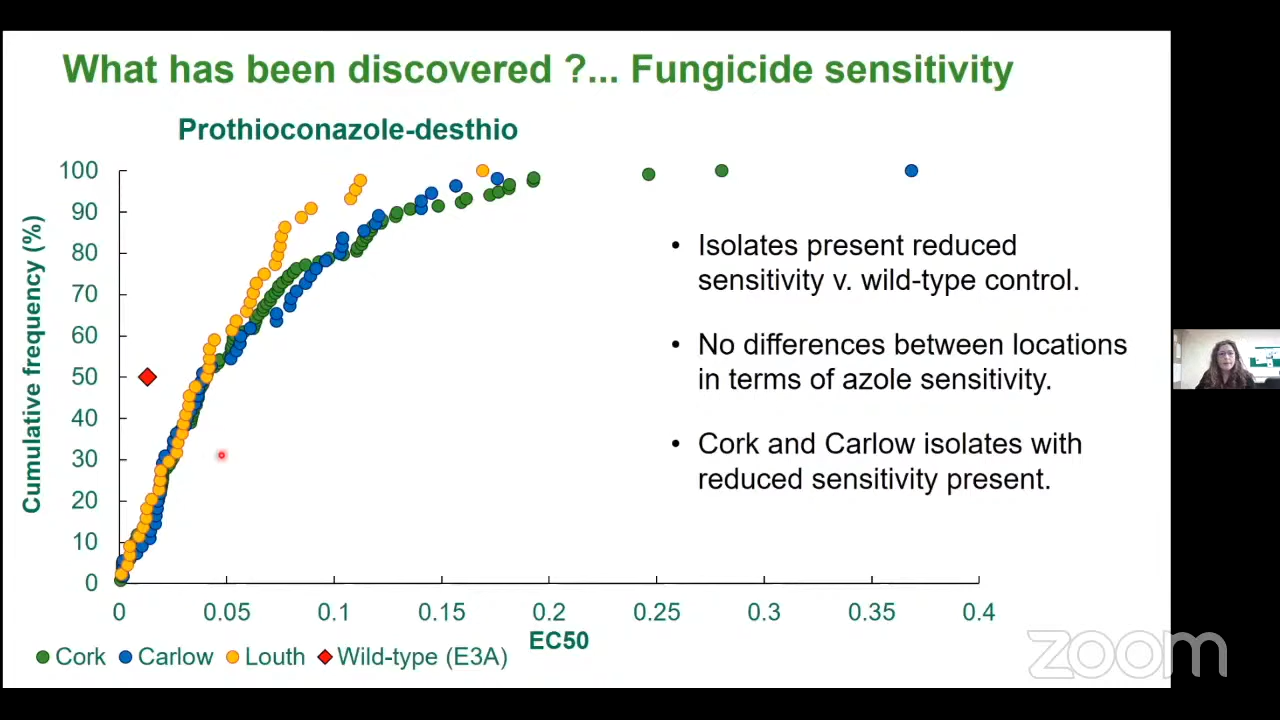 What has been discovered ?... Fungicide sensitivity
Prothioconazole-desthio
100
90
80
70
60
50
40
30
20
10
0
Cumulative frequency (%)
0 0.05 0.1 0.15 0.2 0.25 0.3 0.35 0.4
EC50
Cork Carlow Louth Wild-type (E3A)
• Isolates present reduced
sensitivity v. wild-type control.
• No differences between locations
in terms of azole sensitivity.
• Cork and Carlow isolates with
reduced sensitivity present.
zoom